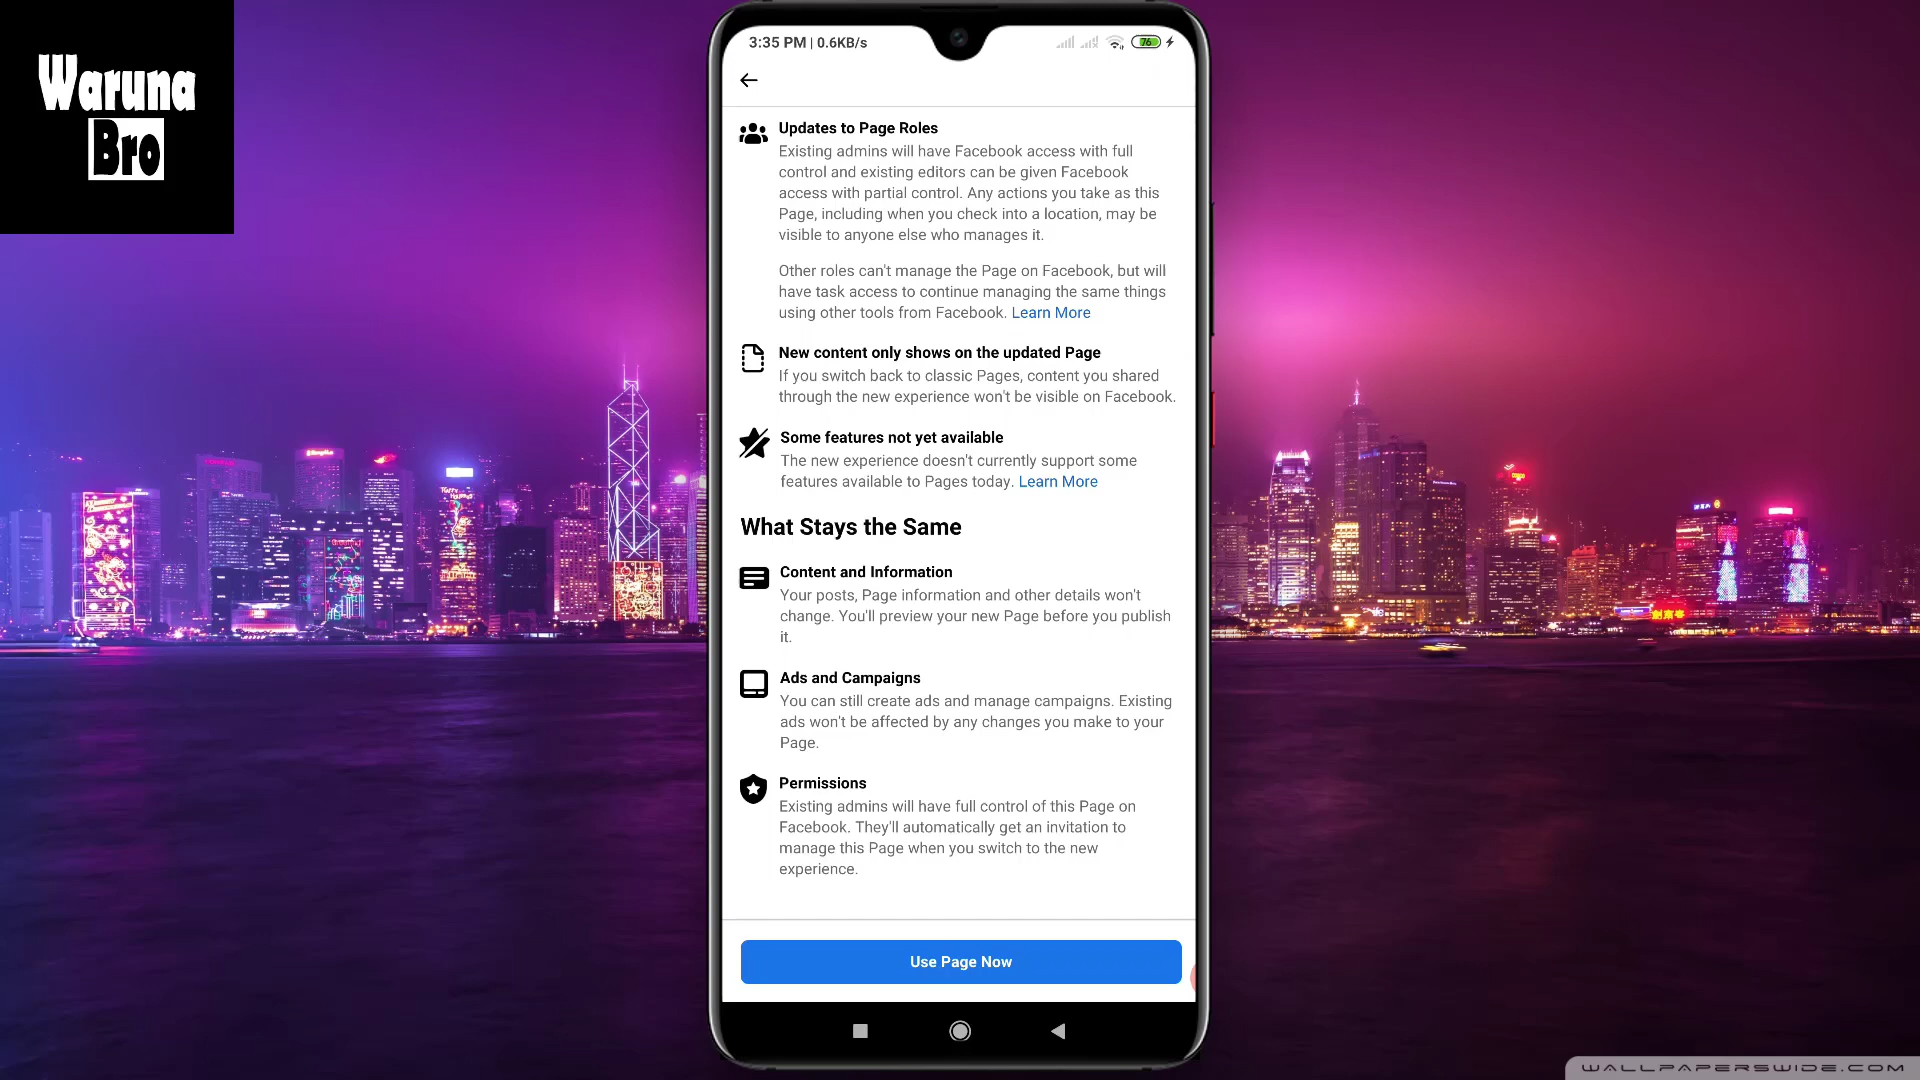 Waruna
Bro
3:35 PM | 0.6KB/s
76
Updates to Page Roles
Existing admins will have Facebook access with full
control and existing editors can be given Facebook
access with partial control. Any actions you take as this
Page, including when you check into a location, may be
visible to anyone else who manages it.
Other roles can't manage the Page on Facebook, but will
have task access to continue managing the same things
using other tools from Facebook. Learn More
New content only shows on the updated Page
If you switch back to classic Pages, content you shared
through the new experience won't be visible on Facebook.
Some features not yet available
The new experience doesn't currently support some
features available to Pages today. Learn More
What Stays the Same
Content and Information
Your posts, Page information and other details won't
change. You'll preview your new Page before you publish
it.
Ads and Campaigns
You can still create ads and manage campaigns. Existing
ads won't be affected by any changes you make to your
Page.
Permissions
Existing admins will have full control of this Page on
Facebook. They'll automatically get an invitation to
manage this Page when you switch to the new
experience.
Use Page Now
WALLPAPERSWIDE.COM